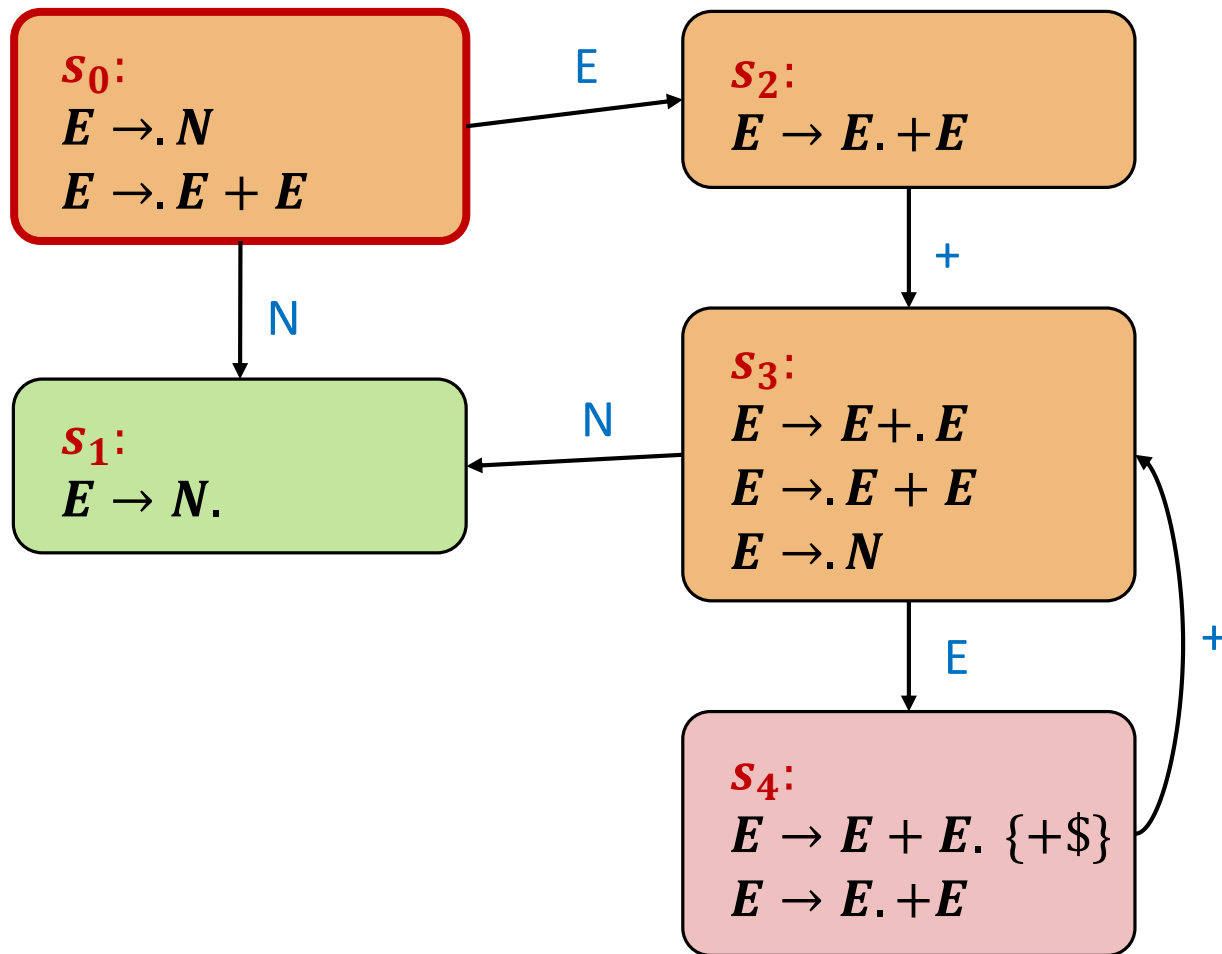 s₀:
E →. N
E →. E + E
E
s₂:
E → E. +E
N
+
s₁:
E → N.
N
s₃:
E → E+. E
E →. E + E
E →. N
E
+
s₄:
E → E + E. {+$}
E → E. +E